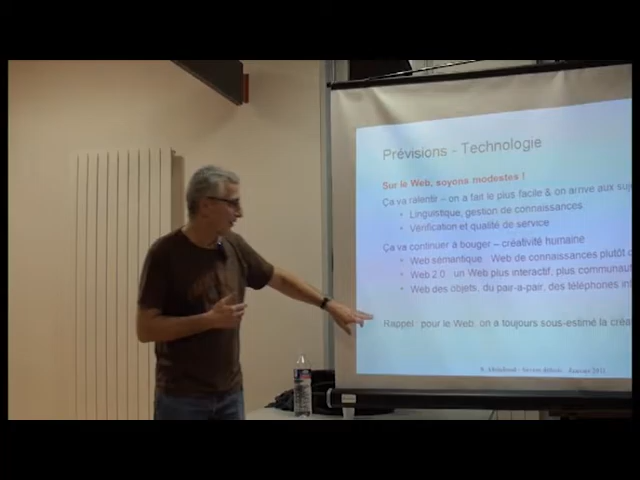 Prévisions - Technologie
Sur le Web, soyons modestes !
Ça va ralentir – on a fait le plus facile & on arrive aux
• Linguistique, gestion de connaissances
• Vérification et qualité de service
Ça va continuer à bouger – créativité humaine
• Web sémantique : Web de connaissances plutôt
• Web 2.0 : un Web plus interactif, plus
• Web des objets, du pair-a-pair, des téléphones
Rappel : pour le Web, on a toujours sous-estimé la